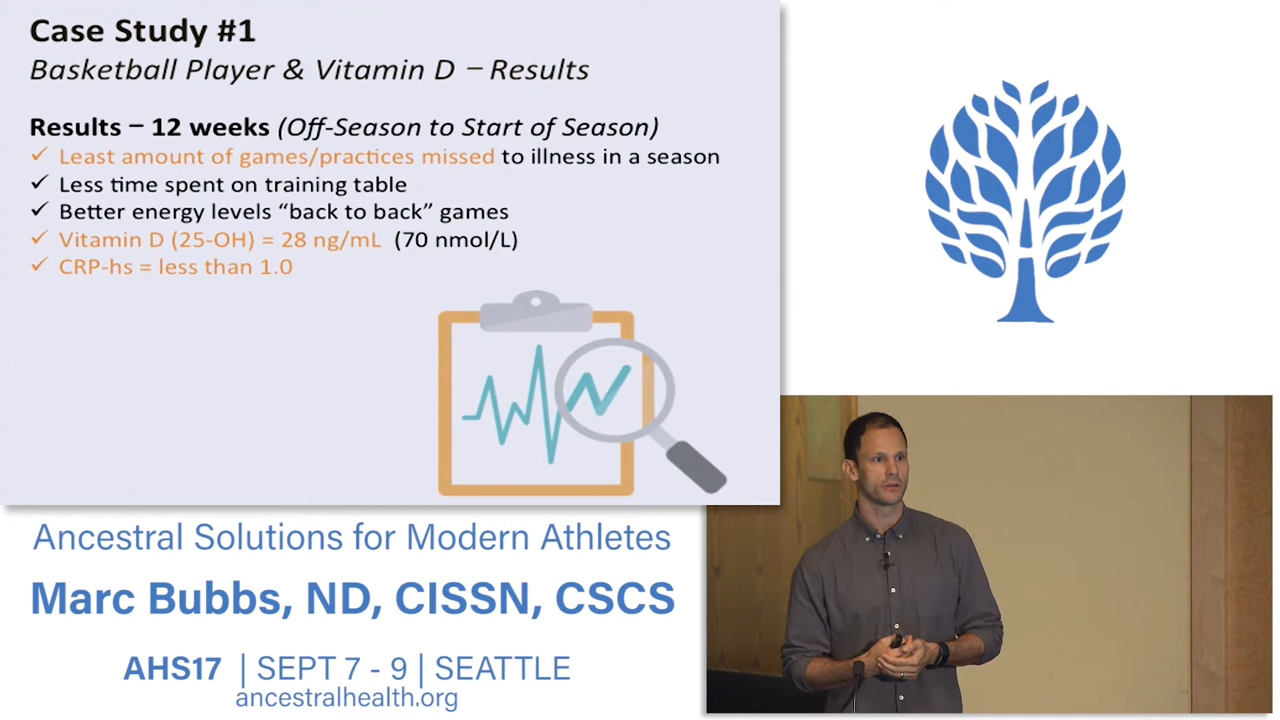 Case Study #1
Basketball Player & Vitamin D – Results
Results – 12 weeks (Off-Season to Start of Season)
✓ Least amount of games/practices missed to illness in a season
✓ Less time spent on training table
✓ Better energy levels “back to back” games
✓ Vitamin D (25-OH) = 28 ng/mL (70 nmol/L)
✓ CRP-hs = less than 1.0
Ancestral Solutions for Modern Athletes
Marc Bubbs, ND, CISSN, CSCS
AHS17 | SEPT 7 - 9 | SEATTLE
ancestralhealth.org